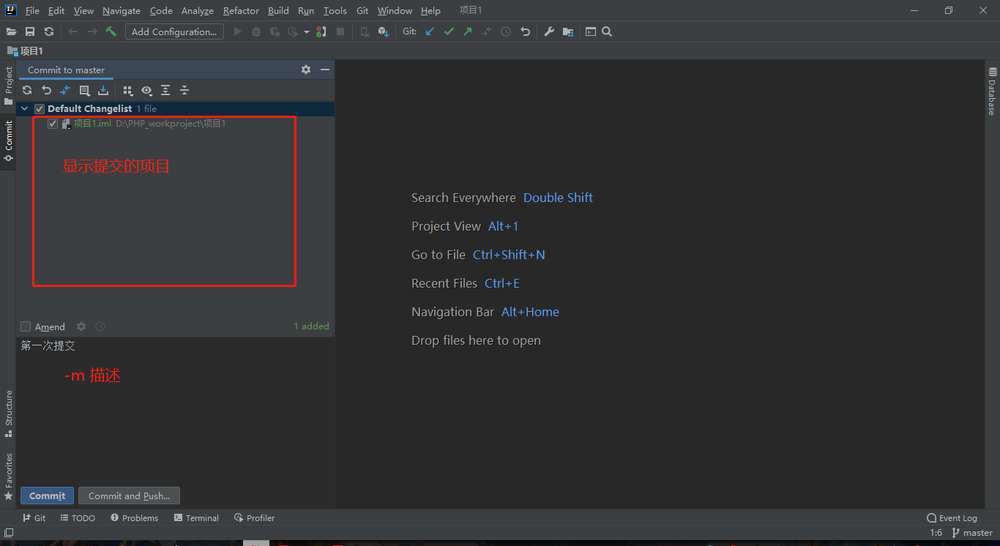 File Edit View Navigate Code Analyze Refactor Build Run Tools Git Window Help 项目1
Add Configuration... Git:
项目1
Project
Commit
Structure
Favorites
Commit to master
Default Changelist 1 file
项目1.iml D:\PHP_workproject\项目1
显示提交的项目
Amend 1 added
第一次提交
-m 描述
Commit Commit and Push...
Search Everywhere Double Shift
Project View Alt+1
Go to File Ctrl+Shift+N
Recent Files Ctrl+E
Navigation Bar Alt+Home
Drop files here to open
Database
Git TODO Problems Terminal Profiler Event Log
1:6 master